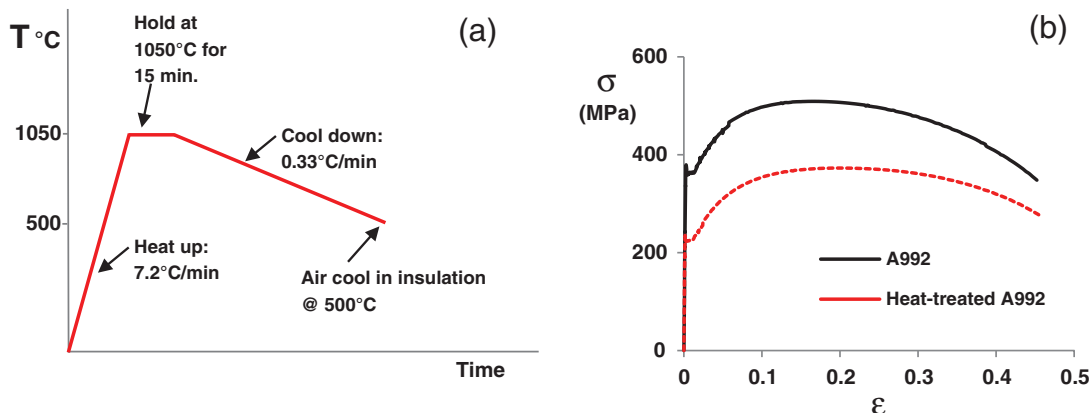 (a)
T °C
Hold at
1050°C for
15 min.
1050
Cool down:
0.33°C/min
500
Heat up:
7.2°C/min
Air cool in insulation
@ 500°C
Time
(b)
600
σ
(MPa)
400
200
A992
Heat-treated A992
0
0 0.1 0.2 0.3 0.4 0.5
ε